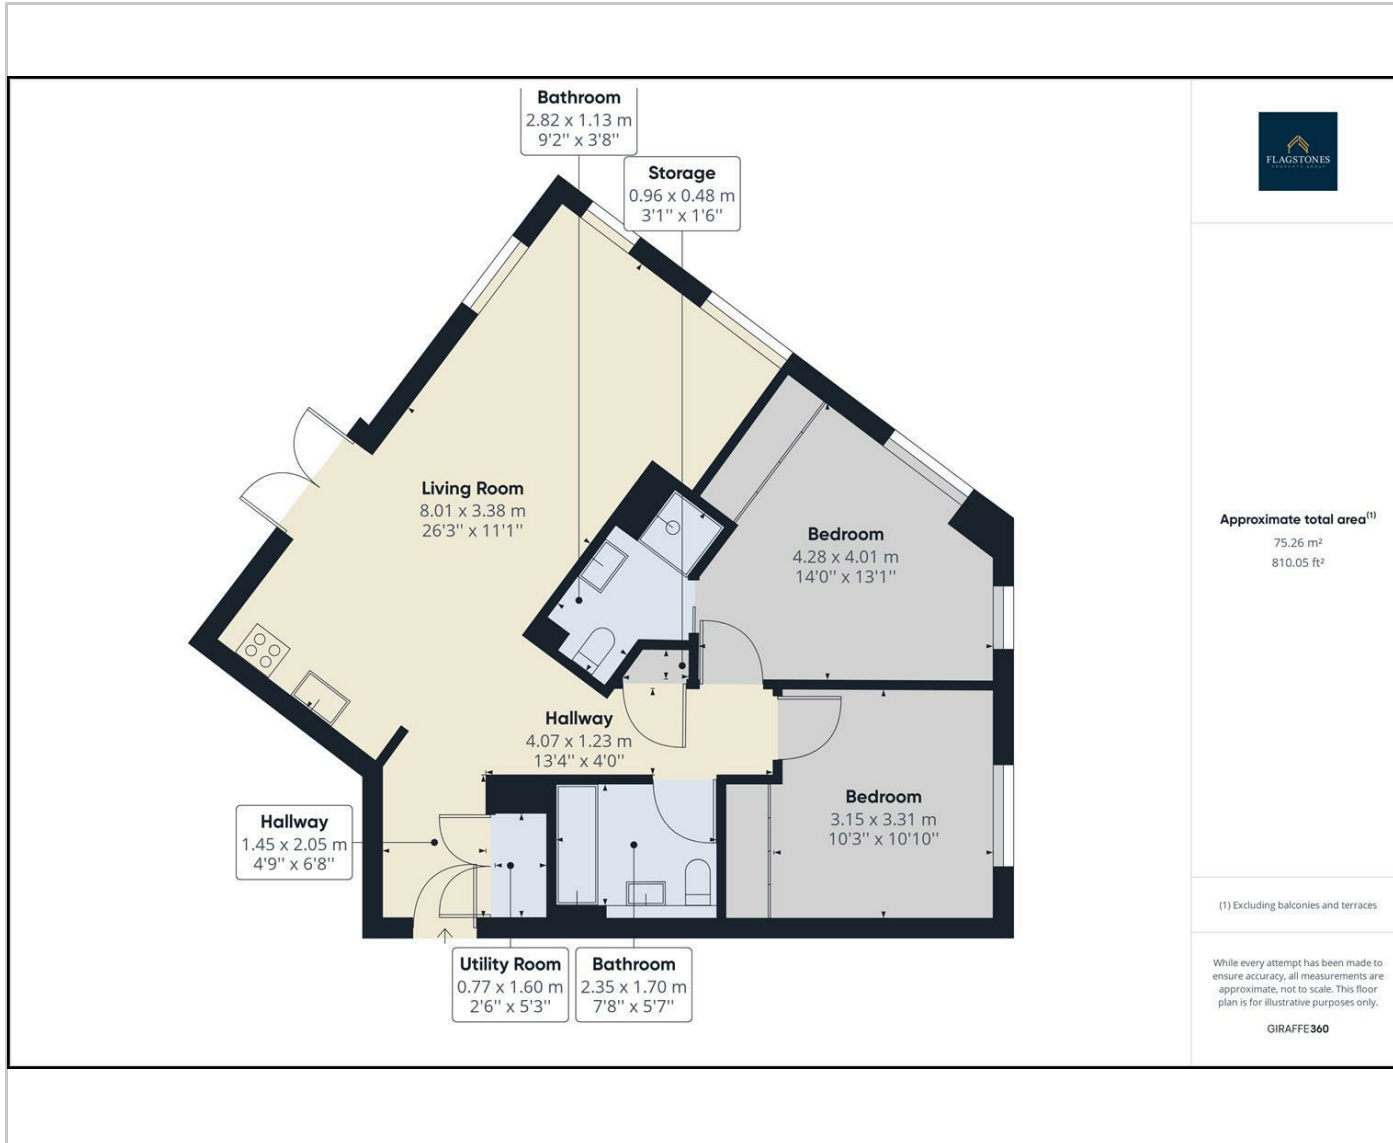 Bathroom
2.82 x 1.13 m
9'2'' x 3'8''
Storage
0.96 x 0.48 m
3'1'' x 1'6''
Living Room
8.01 x 3.38 m
26'3'' x 11'1''
Bedroom
4.28 x 4.01 m
14'0'' x 13'1''
Hallway
4.07 x 1.23 m
13'4'' x 4'0''
Bedroom
3.15 x 3.31 m
10'3'' x 10'10''
Hallway
1.45 x 2.05 m
4'9'' x 6'8''
Utility Room
0.77 x 1.60 m
2'6'' x 5'3''
Bathroom
2.35 x 1.70 m
7'8'' x 5'7''
FLAGSTONES
PROPERTY GROUP
Approximate total area(1)
75.26 m²
810.05 ft²
(1) Excluding balconies and terraces
While every attempt has been made to
ensure accuracy, all measurements are
approximate, not to scale. This floor
plan is for illustrative purposes only.
GIRAFFE360